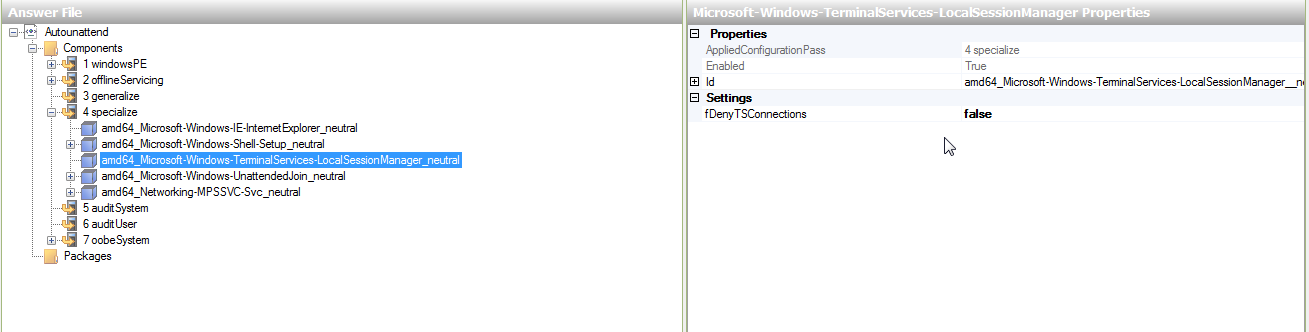 Answer File
Autounattend
Components
1 windowsPE
2 offlineServicing
3 generalize
4 specialize
amd64_Microsoft-Windows-IE-InternetExplorer_neutral
amd64_Microsoft-Windows-Shell-Setup_neutral
amd64_Microsoft-Windows-TerminalServices-LocalSessionManager_neutral
amd64_Microsoft-Windows-UnattendedJoin_neutral
amd64_Networking-MPSSVC-Svc_neutral
5 auditSystem
6 auditUser
7 oobeSystem
Packages
Microsoft-Windows-TerminalServices-LocalSessionManager Properties
Properties
AppliedConfigurationPass 4 specialize
Enabled True
Id amd64_Microsoft-Windows-TerminalServices-LocalSessionManager__ne
Settings
fDenyTSConnections false